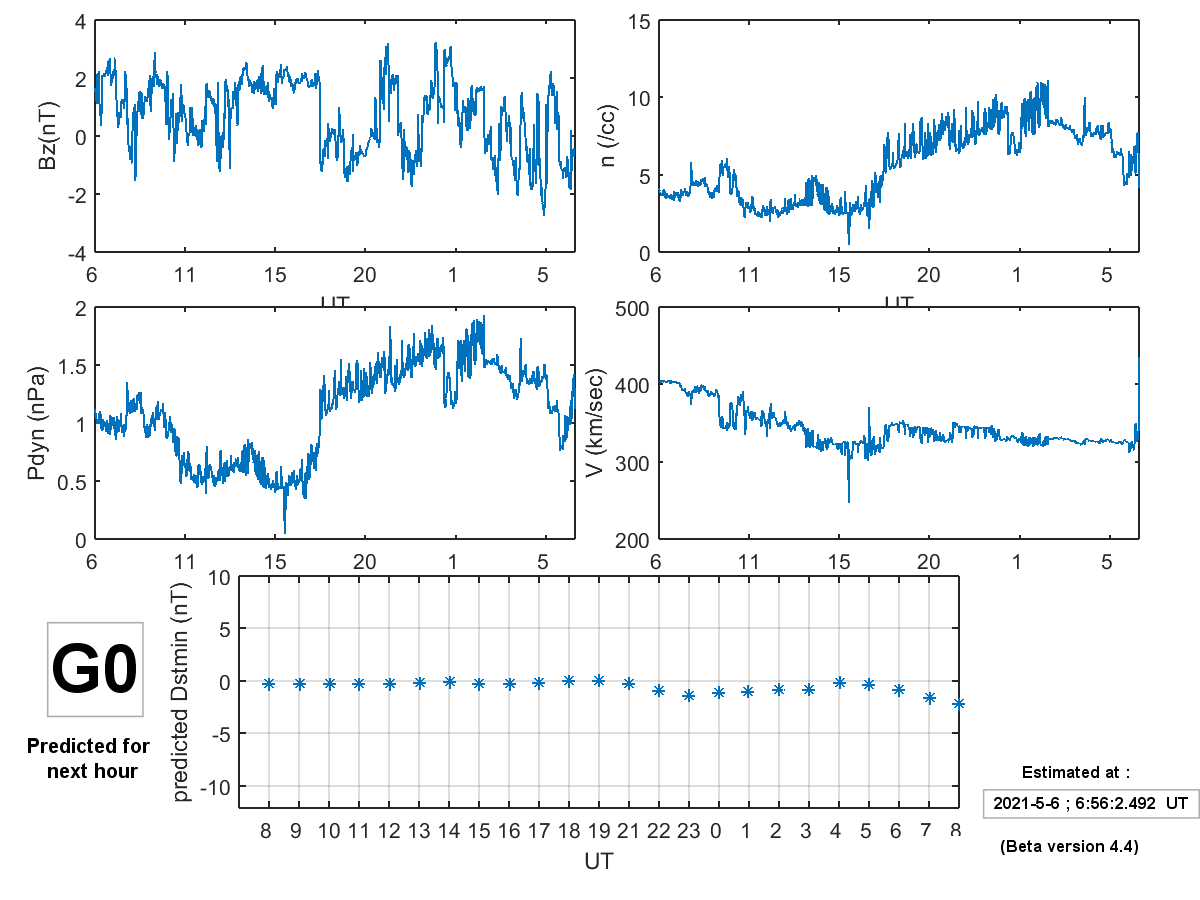 4
2
0
-2
-4
Bz(nT)
6 11 15 20 1 5
15
10
5
0
n (/cc)
6 11 15 20 1 5
2
1.5
1
0.5
0
Pdyn (nPa)
6 11 15 20 1 5
500
400
300
200
V (km/sec)
6 11 15 20 1 5
UT
UT
10
5
0
-5
-10
predicted Dstmin (nT)
8 9 10 11 12 13 14 15 16 17 18 19 21 22 23 0 1 2 3 4 5 6 7 8
UT
G0
Predicted for
next hour
Estimated at :
2021-5-6 ; 6:56:2.492 UT
(Beta version 4.4)